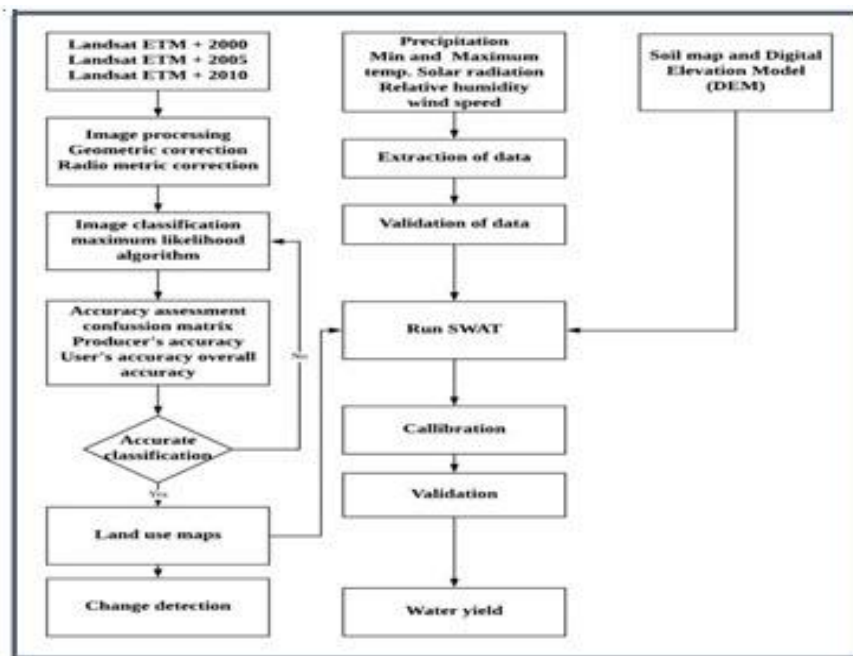 Landsat ETM + 2000
Landsat ETM + 2005
Landsat ETM + 2010
Image processing
Geometric correction
Radio metric correction
Image classification
maximum likelihood
algorithm
Accuracy assessment
confussion matrix
Producer's accuracy
User's accuracy overall
accuracy
No
Accurate
classification
Yes
Land use maps
Change detection
Precipitation
Min and Maximum
temp. Solar radiation
Relative humidity
wind speed
Extraction of data
Validation of data
Run SWAT
Callibration
Validation
Water yield
Soil map and Digital
Elevation Model
(DEM)